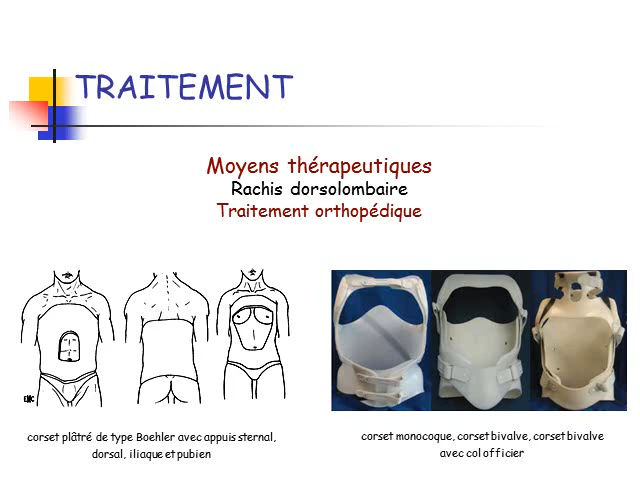 TRAITEMENT
Moyens thérapeutiques
Rachis dorsolombaire
Traitement orthopédique
EMC
corset plâtré de type Boehler avec appuis sternal,
dorsal, iliaque et pubien
corset monocoque, corset bivalve, corset bivalve
avec col officier